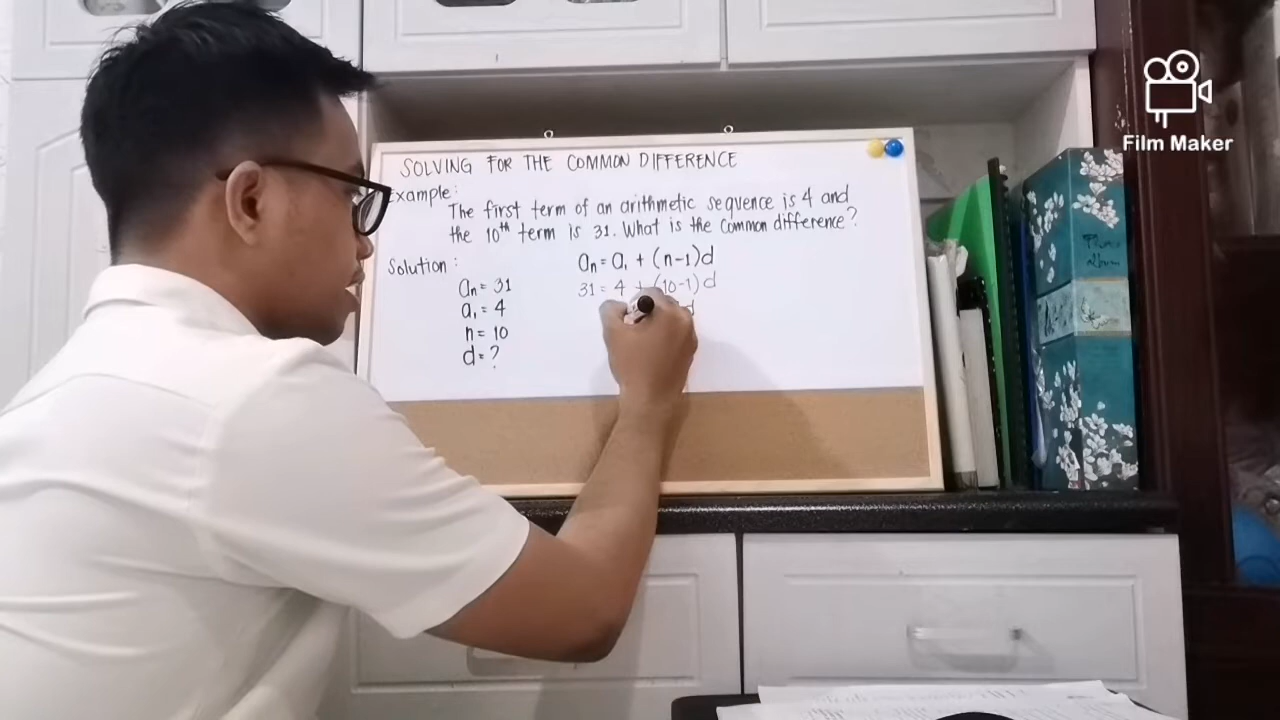 SOLVING FOR THE COMMON DIFFERENCE
Example:
The first term of an arithmetic sequence is 4 and
the 10th term is 31. What is the common difference?
Solution:
an = 31
a1 = 4
n = 10
d = ?
an = a1 + (n-1)d
31 = 4 + (10-1)d
d
Film Maker